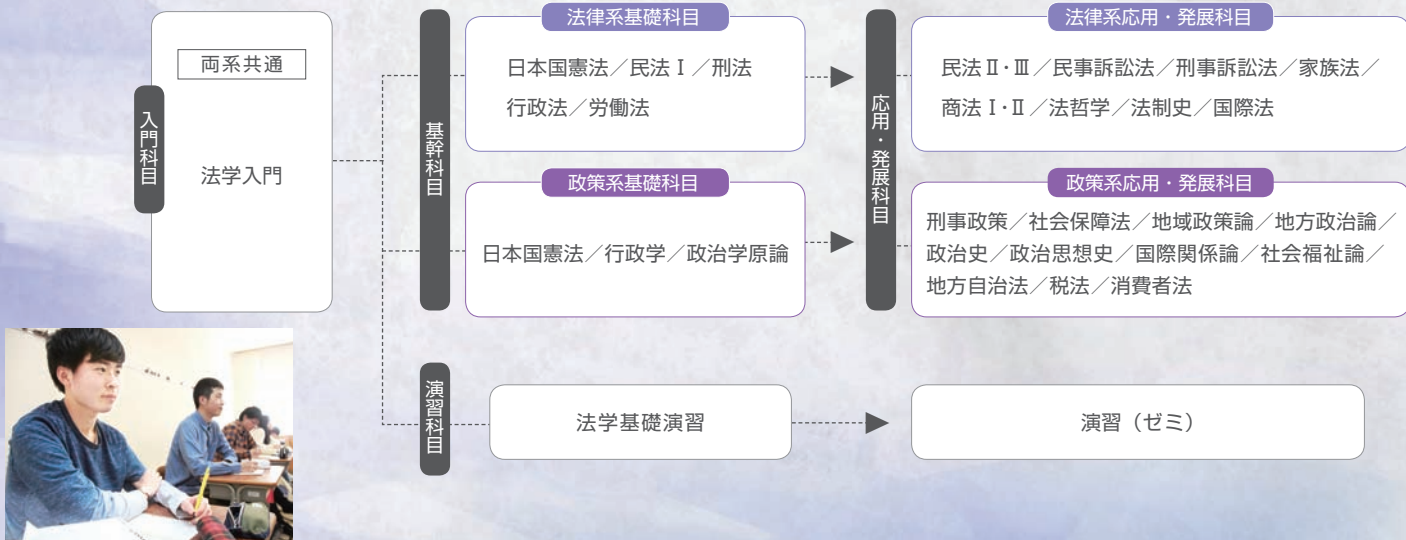 両系共通
入門科目
法学入門
基幹科目
法律系基礎科目
日本国憲法／民法Ⅰ／刑法
行政法／労働法
政策系基礎科目
日本国憲法／行政学／政治学原論
応用・発展科目
法律系応用・発展科目
民法Ⅱ・Ⅲ／民事訴訟法／刑事訴訟法／家族法／
商法Ⅰ・Ⅱ／法哲学／法制史／国際法
政策系応用・発展科目
刑事政策／社会保障法／地域政策論／地方政治論／
政治史／政治思想史／国際関係論／社会福祉論／
地方自治法／税法／消費者法
演習科目
法学基礎演習
演習（ゼミ）